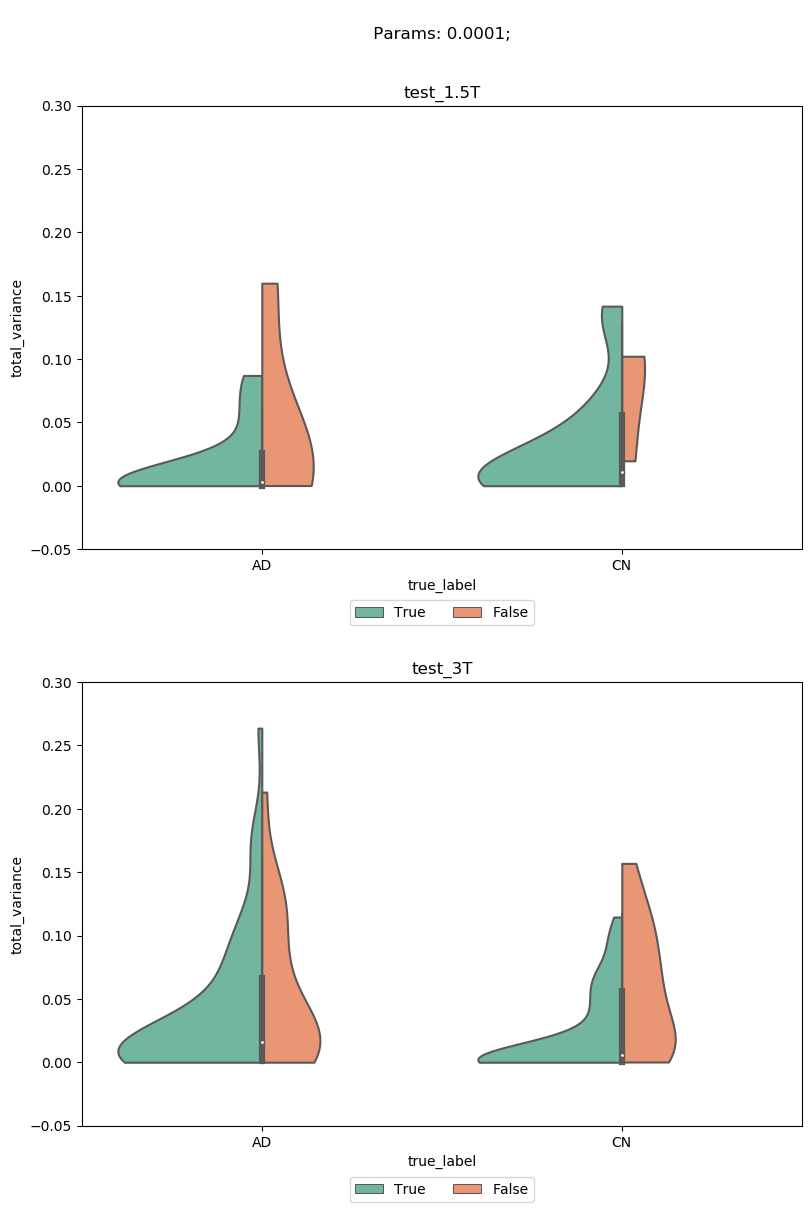 Params: 0.0001;
test_1.5T
0.30
0.25
0.20
0.15
0.10
0.05
0.00
−0.05
total_variance
AD CN
true_label
True False
test_3T
0.30
0.25
0.20
0.15
0.10
0.05
0.00
−0.05
total_variance
AD CN
true_label
True False